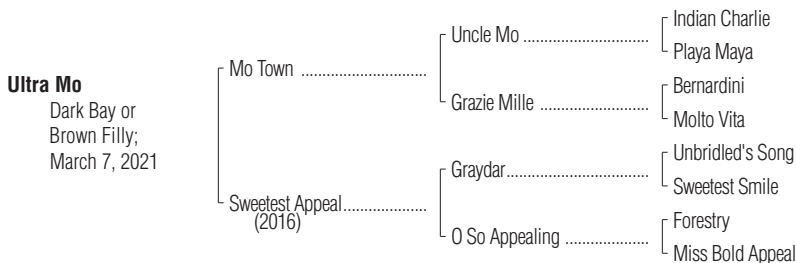 Ultra Mo
Dark Bay or
Brown Filly;
March 7, 2021
Mo Town ..............................
Sweetest Appeal....................
(2016)
Uncle Mo ..............................
Grazie Mille ..........................
Graydar..................................
O So Appealing ....................
Indian Charlie
Playa Maya
Bernardini
Molto Vita
Unbridled's Song
Sweetest Smile
Forestry
Miss Bold Appeal